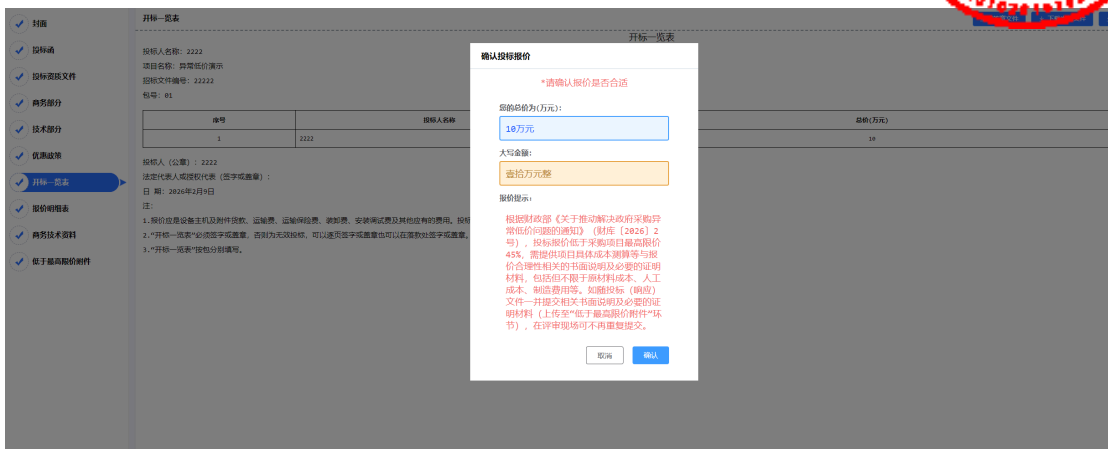 封面
投标函
投标资质文件
商务部分
技术部分
优惠政策
开标一览表
报价明细表
商务技术资料
低于最高限价附件
开标一览表
开标一览表
投标人名称: 2222
项目名称: 异常低价演示
招标文件编号: 22222
包号: 01
序号 投标人名称 总价(万元)
1 2222 10
投标人 (公章) : 2222
法定代表人或授权代表 (签字或盖章) :
日 期: 2026年2月9日
注:
1.报价应是设备主机及附件货款、运输费、运输保险费、装卸费、安装调试费及其他应有的费用。投标
2."开标一览表"必须签字或盖章, 否则为无效投标、可以逐页签字或盖章也可以在落款处签字或盖章。
3."开标一览表"按包分别填写。
确认投标报价
*请确认报价是否合适
您的总价为(万元):
10万元
大写金额:
壹拾万元整
报价提示:
根据财政部《关于推动解决政府采购异
常低价问题的通知》（财库〔2026〕2
号），投标报价低于采购项目最高限价
45%，需提供项目具体成本测算等与报
价合理性相关的书面说明及必要的证明
材料，包括但不限于原材料成本、人工
成本、制造费用等。如随投标（响应）
文件一并提交相关书面说明及必要的证
明材料（上传至"低于最高限价附件"环
节），在评审现场可不再重复提交。
取消 确认